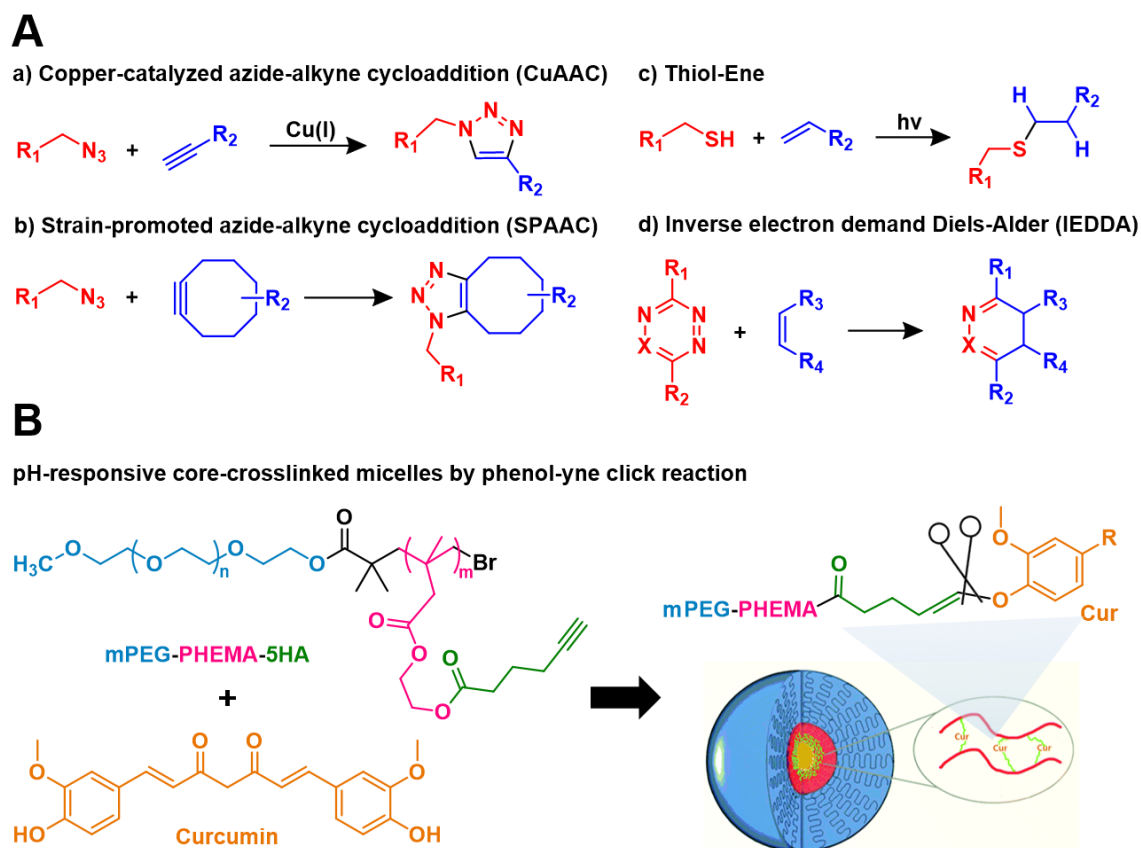 A
a) Copper-catalyzed azide-alkyne cycloaddition (CuAAC)
R1 N3 + R2 Cu(I) R1 N N N R2
b) Strain-promoted azide-alkyne cycloaddition (SPAAC)
R1 N3 + R2 N N N R1 R2
c) Thiol-Ene
R1 SH + R2 hv H R2 S H R1
d) Inverse electron demand Diels-Alder (IEDDA)
R1 N N X N R2 + R3 R4 R1 N X R2 R3 R4
B
pH-responsive core-crosslinked micelles by phenol-yne click reaction
H3C O O n O O O m Br
O O O O
mPEG-PHEMA-5HA
+
O O O O
HO OH
Curcumin
O O R
mPEG-PHEMA O
Cur
Cur Cur Cur